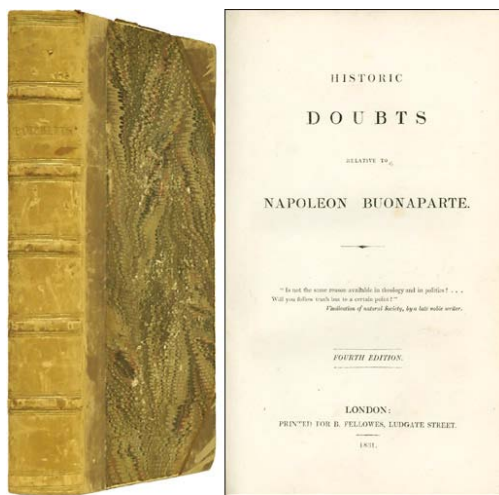 PAMPHLETS
HISTORIC
DOUBTS
RELATIVE TO
NAPOLEON BUONAPARTE.
"Is not the same reason available in theology and in politics? . . .
Will you follow truth but to a certain point?"
Vindication of natural Society, by a late noble writer.
FOURTH EDITION.
LONDON:
PRINTED FOR B. FELLOWES, LUDGATE STREET.
1831.